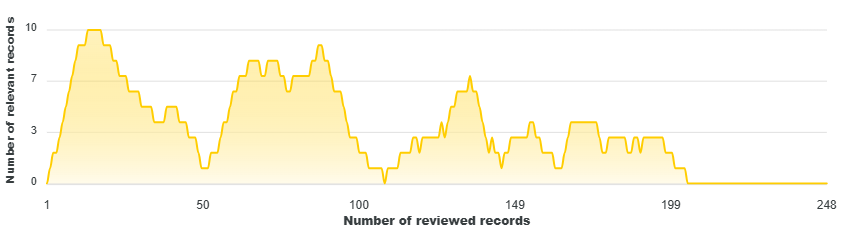 Number of relevant records
10
7
3
0
1 50 100 149 199 248
Number of reviewed records